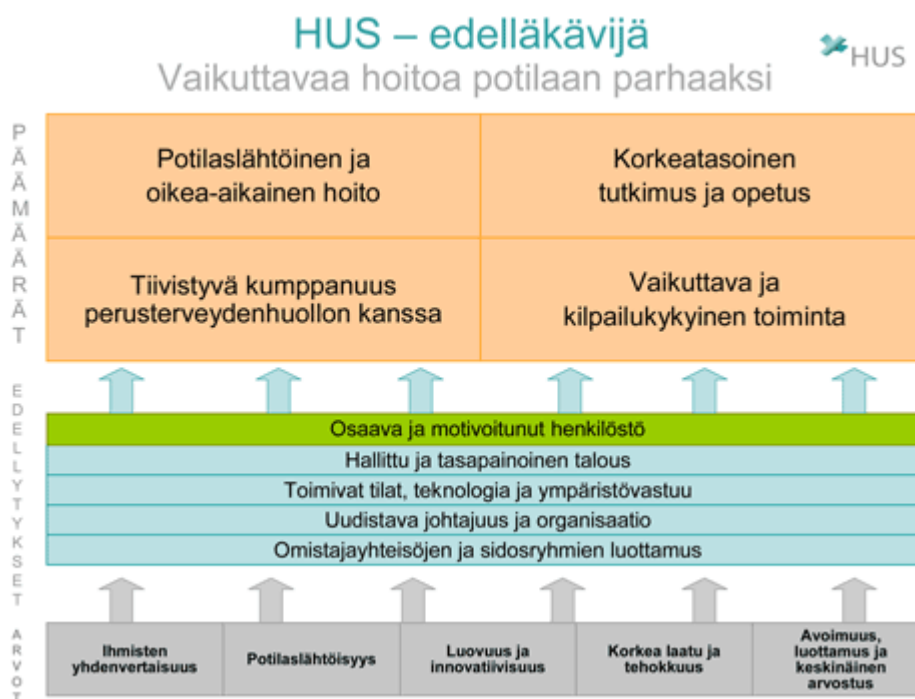 HUS – edelläkävijä
Vaikuttavaa hoitoa potilaan parhaaksi
HUS
PÄÄMÄÄRÄT
Potilaslähtöinen ja
oikea-aikainen hoito
Korkeatasoinen
tutkimus ja opetus
Tiivistyvä kumppanuus
perusterveydenhuollon kanssa
Vaikuttava ja
kilpailukykyinen toiminta
EDELLYTYKSET
Osaava ja motivoitunut henkilöstö
Hallittu ja tasapainoinen talous
Toimivat tilat, teknologia ja ympäristövastuu
Uudistava johtajuus ja organisaatio
Omistajayhteisöjen ja sidosryhmien luottamus
ARVOT
Ihmisten
yhdenvertaisuus
Potilaslähtöisyys
Luovuus ja
innovatiivisuus
Korkea laatu ja
tehokkuus
Avoimuus,
luottamus ja
keskinäinen
arvostus